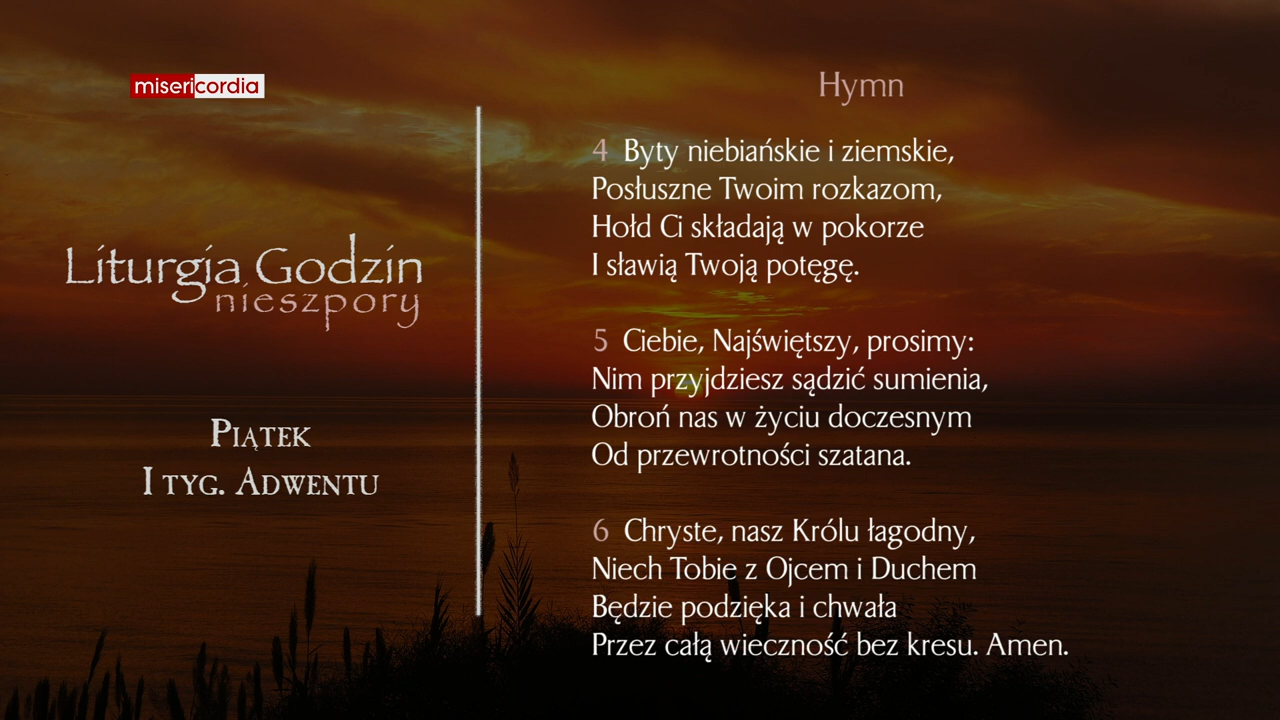 misericordia
Liturgia Godzin
nieszpory
Piątek
I tyg. Adwentu
Hymn
4 Byty niebiańskie i ziemskie,
Posłuszne Twoim rozkazom,
Hołd Ci składają w pokorze
I sławią Twoją potęgę.
5 Ciebie, Najświętszy, prosimy:
Nim przyjdziesz sądzić sumienia,
Obroń nas w życiu doczesnym
Od przewrotności szatana.
6 Chryste, nasz Królu łagodny,
Niech Tobie z Ojcem i Duchem
Będzie podzięka i chwała
Przez całą wieczność bez kresu. Amen.